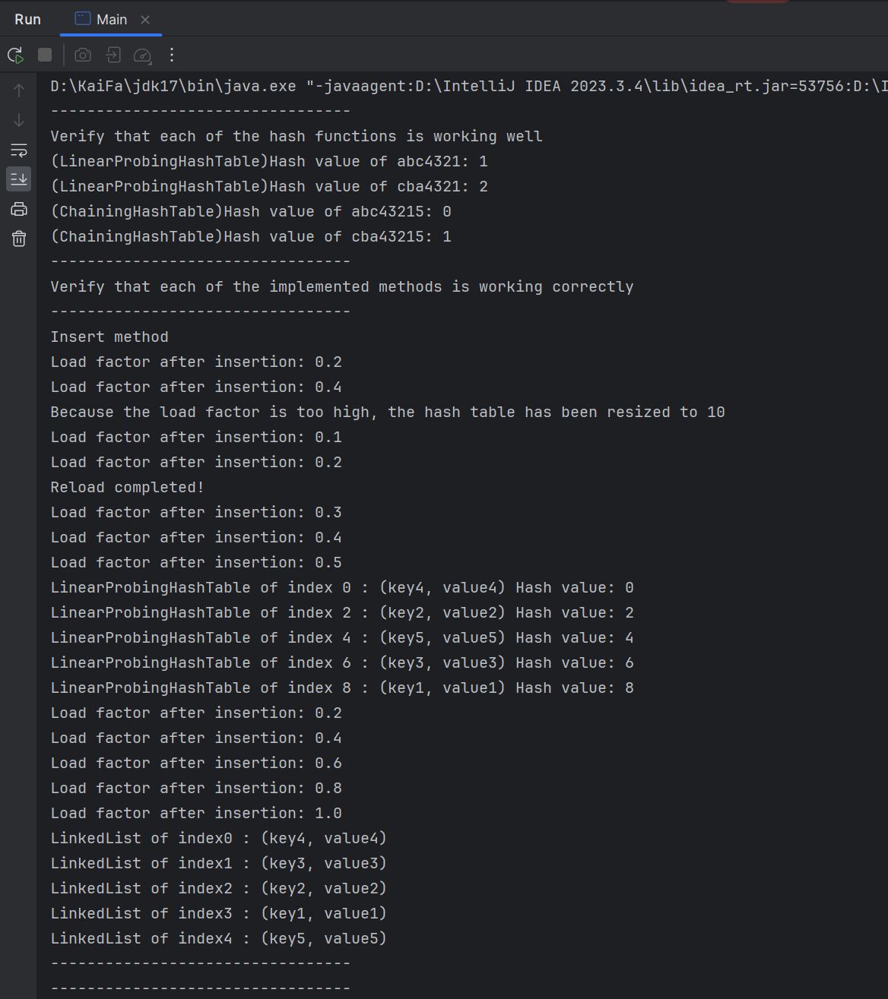 Run Main
D:\KaiFa\jdk17\bin\java.exe "-javaagent:D:\IntelliJ IDEA 2023.3.4\lib\idea_rt.jar=53756:D:\I
---------------------------------
Verify that each of the hash functions is working well
(LinearProbingHashTable)Hash value of abc4321: 1
(LinearProbingHashTable)Hash value of cba4321: 2
(ChainingHashTable)Hash value of abc43215: 0
(ChainingHashTable)Hash value of cba43215: 1
---------------------------------
Verify that each of the implemented methods is working correctly
---------------------------------
Insert method
Load factor after insertion: 0.2
Load factor after insertion: 0.4
Because the load factor is too high, the hash table has been resized to 10
Load factor after insertion: 0.1
Load factor after insertion: 0.2
Reload completed!
Load factor after insertion: 0.3
Load factor after insertion: 0.4
Load factor after insertion: 0.5
LinearProbingHashTable of index 0 : (key4, value4) Hash value: 0
LinearProbingHashTable of index 2 : (key2, value2) Hash value: 2
LinearProbingHashTable of index 4 : (key5, value5) Hash value: 4
LinearProbingHashTable of index 6 : (key3, value3) Hash value: 6
LinearProbingHashTable of index 8 : (key1, value1) Hash value: 8
Load factor after insertion: 0.2
Load factor after insertion: 0.4
Load factor after insertion: 0.6
Load factor after insertion: 0.8
Load factor after insertion: 1.0
LinkedList of index0 : (key4, value4)
LinkedList of index1 : (key3, value3)
LinkedList of index2 : (key2, value2)
LinkedList of index3 : (key1, value1)
LinkedList of index4 : (key5, value5)
---------------------------------
---------------------------------